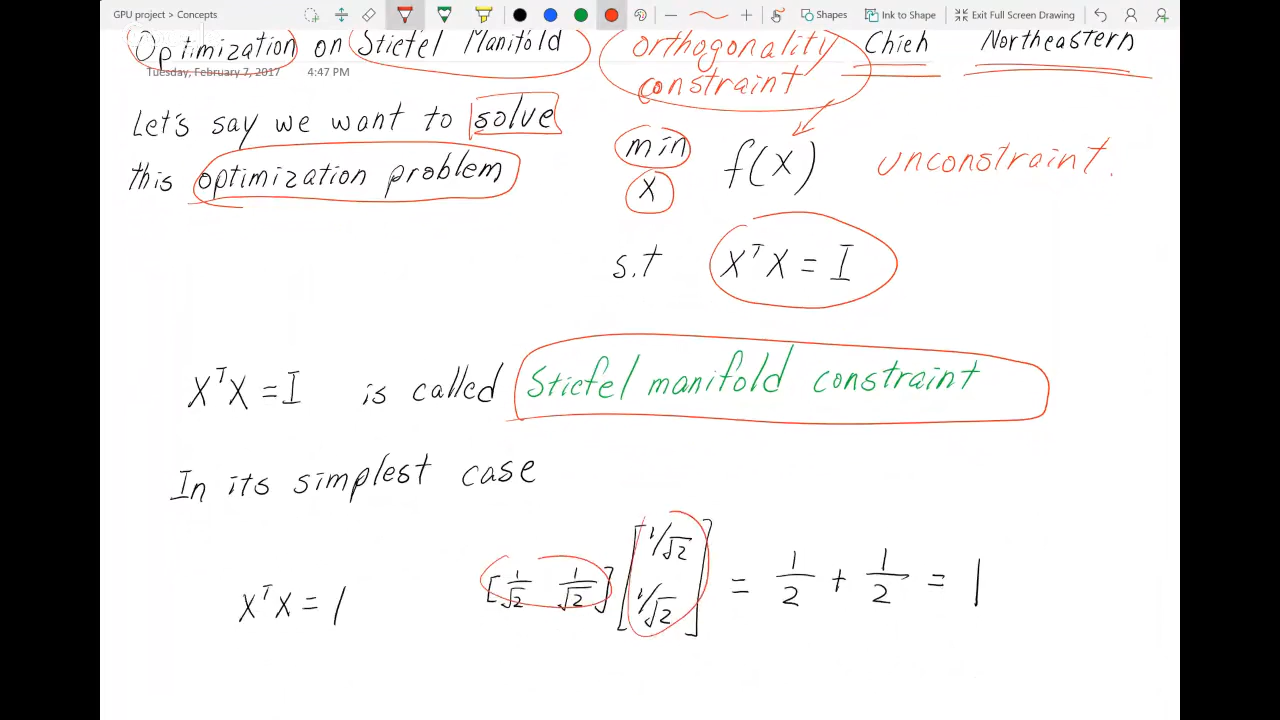 GPU project > Concepts
Shapes Ink to Shape Exit Full Screen Drawing
Optimization on Stiefel Manifold orthogonality constraint Chieh Northeastern
Tuesday, February 7, 2017 4:47 PM
Let's say we want to solve
this optimization problem
min f(X) unconstraint.
X
s.t X^T X = I
X^T X = I is called Stiefel manifold constraint
In its simplest case
X^T X = 1 [1/√2 1/√2] [1/√2 1/√2] = 1/2 + 1/2 = 1